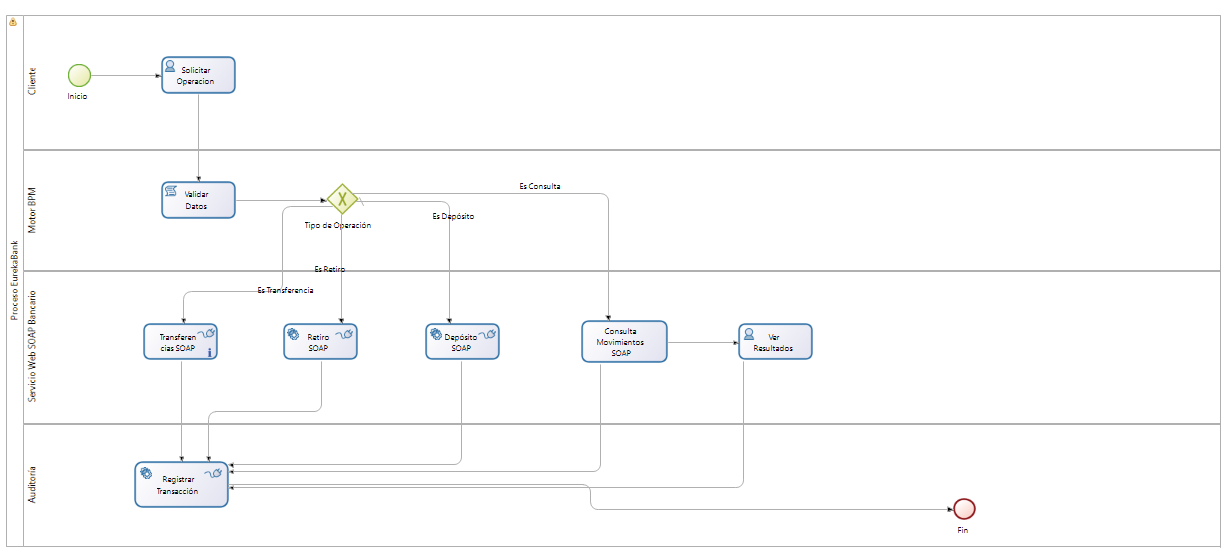 Proceso EurekaBank
Cliente
Inicio
Solicitar
Operacion
Motor BPM
Validar
Datos
Tipo de Operación
Es Consulta
Es Depósito
Es Retiro
Es Transferencia
Servicio Web SOAP Bancario
Transferen
cias SOAP
Retiro
SOAP
Depósito
SOAP
Consulta
Movimientos
SOAP
Ver
Resultados
Auditoría
Registrar
Transacción
Fin